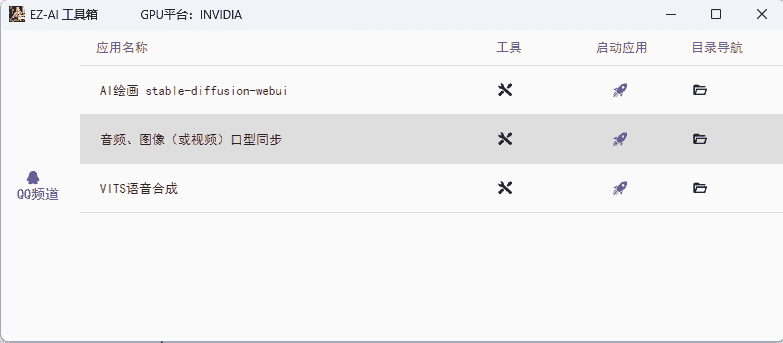 EZ-AI 工具箱 GPU平台：INVIDIA
应用名称 工具 启动应用 目录导航
AI绘画 stable-diffusion-webui
音频、图像（或视频）口型同步
VITS语音合成
QQ频道